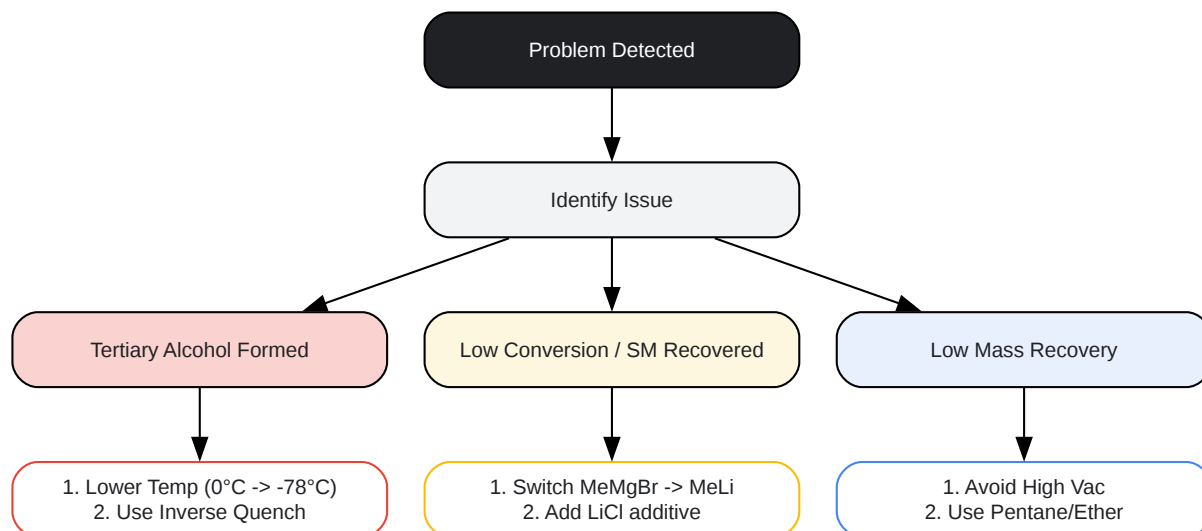 Problem Detected
Identify Issue
Tertiary Alcohol Formed
Low Conversion / SM Recovered
Low Mass Recovery
1. Lower Temp (0°C -> -78°C)
2. Use Inverse Quench
1. Switch MeMgBr -> MeLi
2. Add LiCl additive
1. Avoid High Vac
2. Use Pentane/Ether